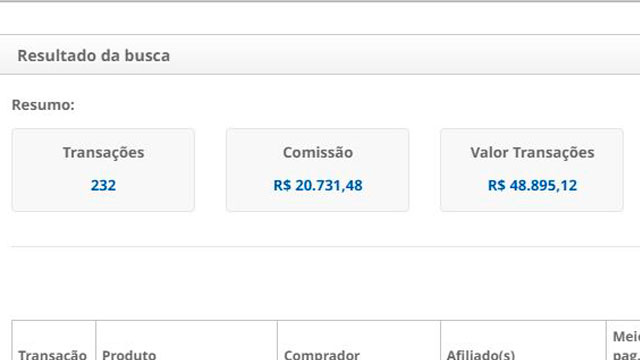 Resultado da busca
Resumo:
Transações Comissão Valor Transações
232 R$ 20.731,48 R$ 48.895,12
Meio
Transação Produto Comprador Afiliado(s) pag.